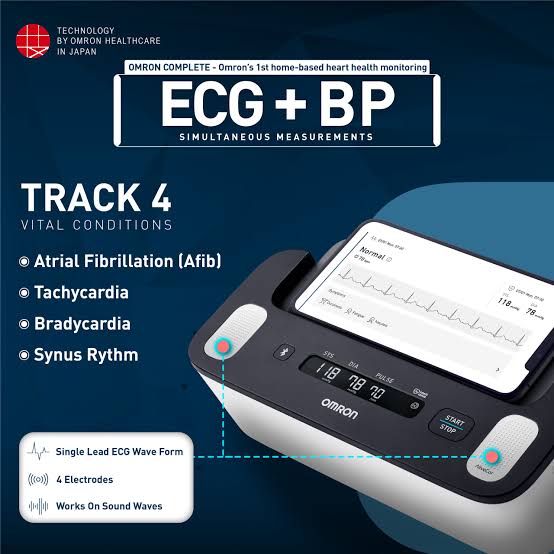 TECHNOLOGY
BY OMRON HEALTHCARE
IN JAPAN
OMRON COMPLETE - Omron's 1st home-based heart health monitoring
ECG + BP
SIMULTANEOUS MEASUREMENTS
TRACK 4
VITAL CONDITIONS
Atrial Fibrillation (Afib)
Tachycardia
Bradycardia
Synus Rythm
Normal
118
78
SYS
DIA
PULSE
118 78 70
OMRON
START
STOP
AliveCor
Single Lead ECG Wave Form
4 Electrodes
Works On Sound Waves